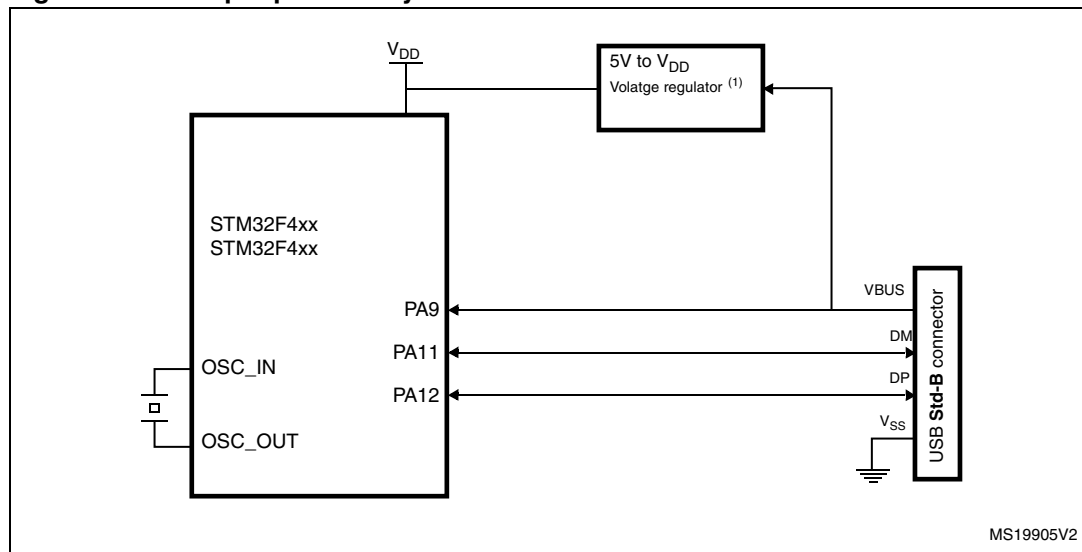 V_DD
5V to V_DD
Volatge regulator (1)
STM32F4xx
STM32F4xx
PA9
PA11
PA12
OSC_IN
OSC_OUT
VBUS
DM
DP
V_SS
USB Std-B connector
MS19905V2